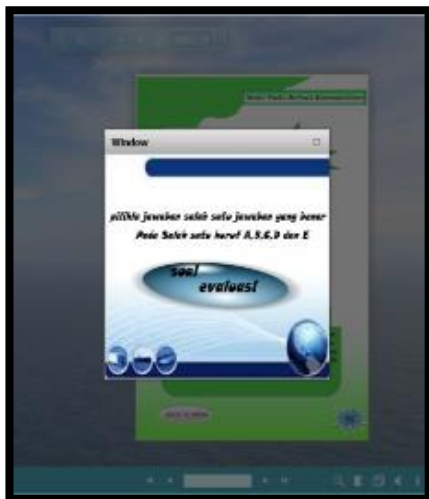 Window
pilihla jawaban salah satu jawaban yang benar
Pada Salah satu huruf A,B,C,D dan E
soal
evaluasi